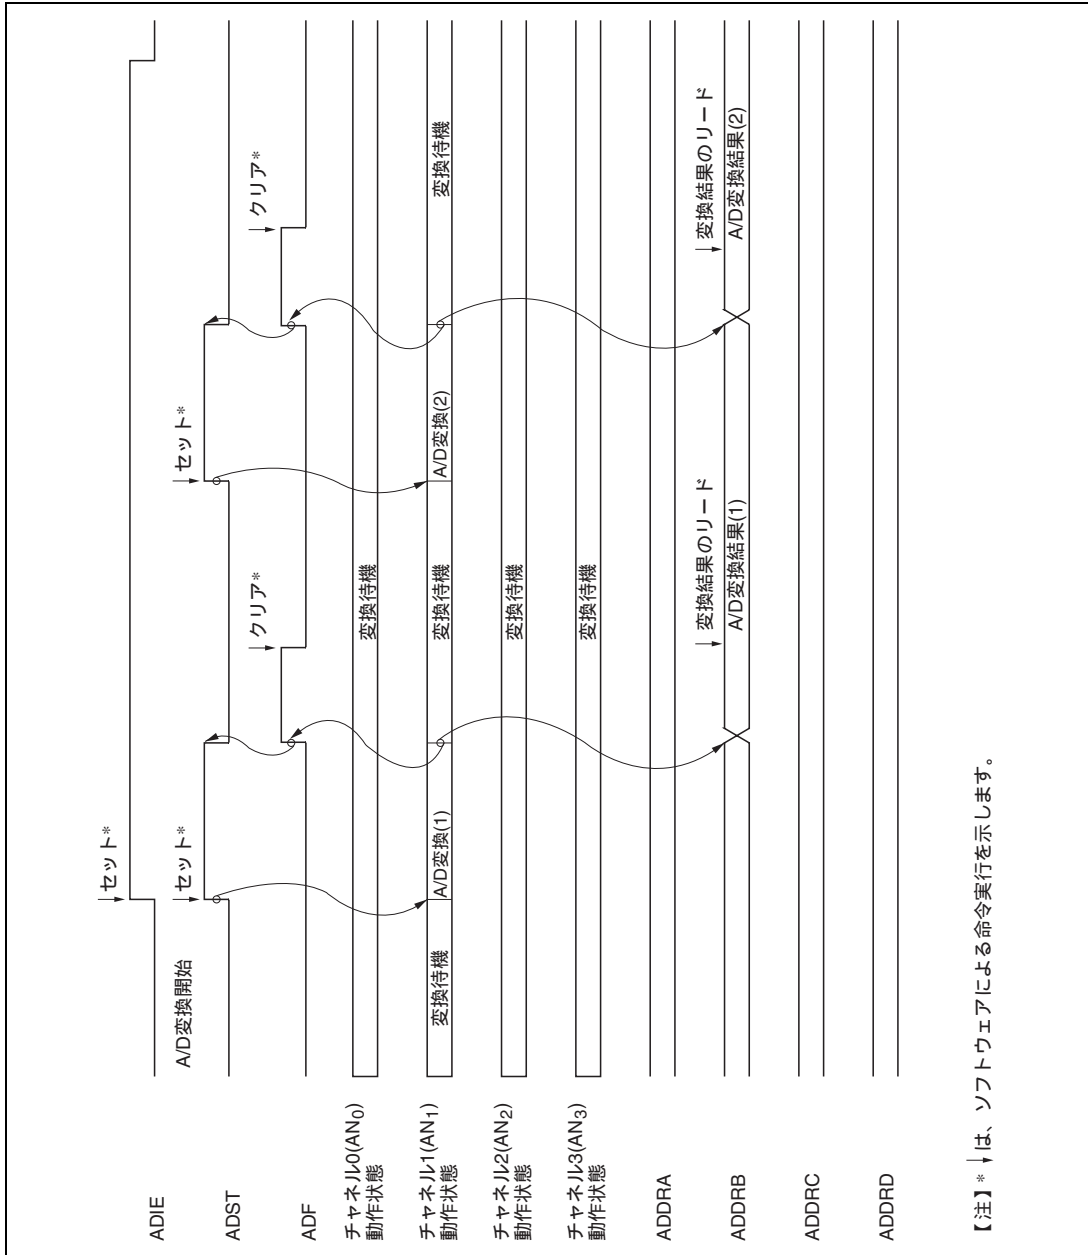 ADIE
セット*
A/D変換開始
ADST
セット*
セット*
ADF
クリア*
クリア*
チャネル0(AN0)
動作状態
変換待機
チャネル1(AN1)
動作状態
変換待機
A/D変換(1)
変換待機
A/D変換(2)
変換待機
チャネル2(AN2)
動作状態
変換待機
チャネル3(AN3)
動作状態
変換待機
ADDRA
変換結果のリード
変換結果のリード
ADDRB
A/D変換結果(1)
A/D変換結果(2)
ADDRC
ADDRD
【注】* ↓ は、ソフトウェアによる命令実行を示します。